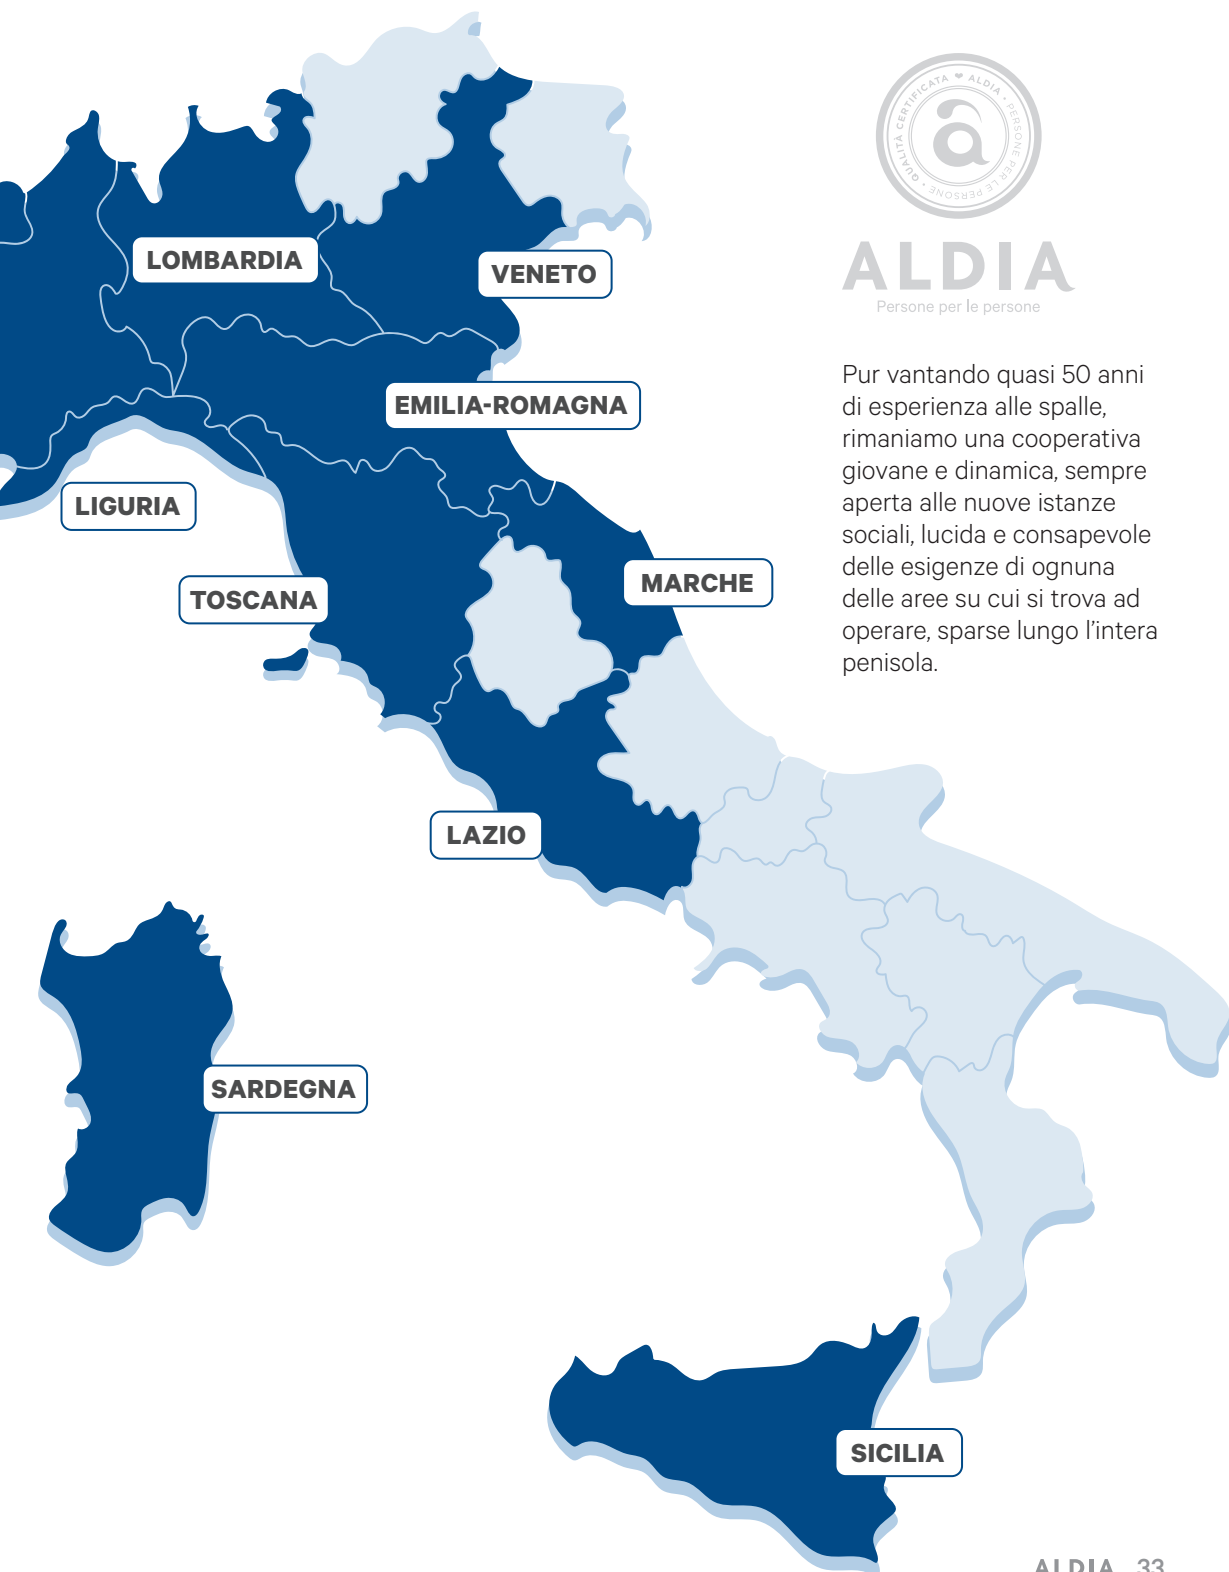 QUALITÀ CERTIFICATA ❤ ALDIA • PERSONE PER LE PERSONE •
ALDIA
Persone per le persone
LOMBARDIA
VENETO
EMILIA-ROMAGNA
LIGURIA
TOSCANA
MARCHE
LAZIO
SARDEGNA
SICILIA
Pur vantando quasi 50 anni
di esperienza alle spalle,
rimaniamo una cooperativa
giovane e dinamica, sempre
aperta alle nuove istanze
sociali, lucida e consapevole
delle esigenze di ognuna
delle aree su cui si trova ad
operare, sparse lungo l’intera
penisola.
ALDIA 33